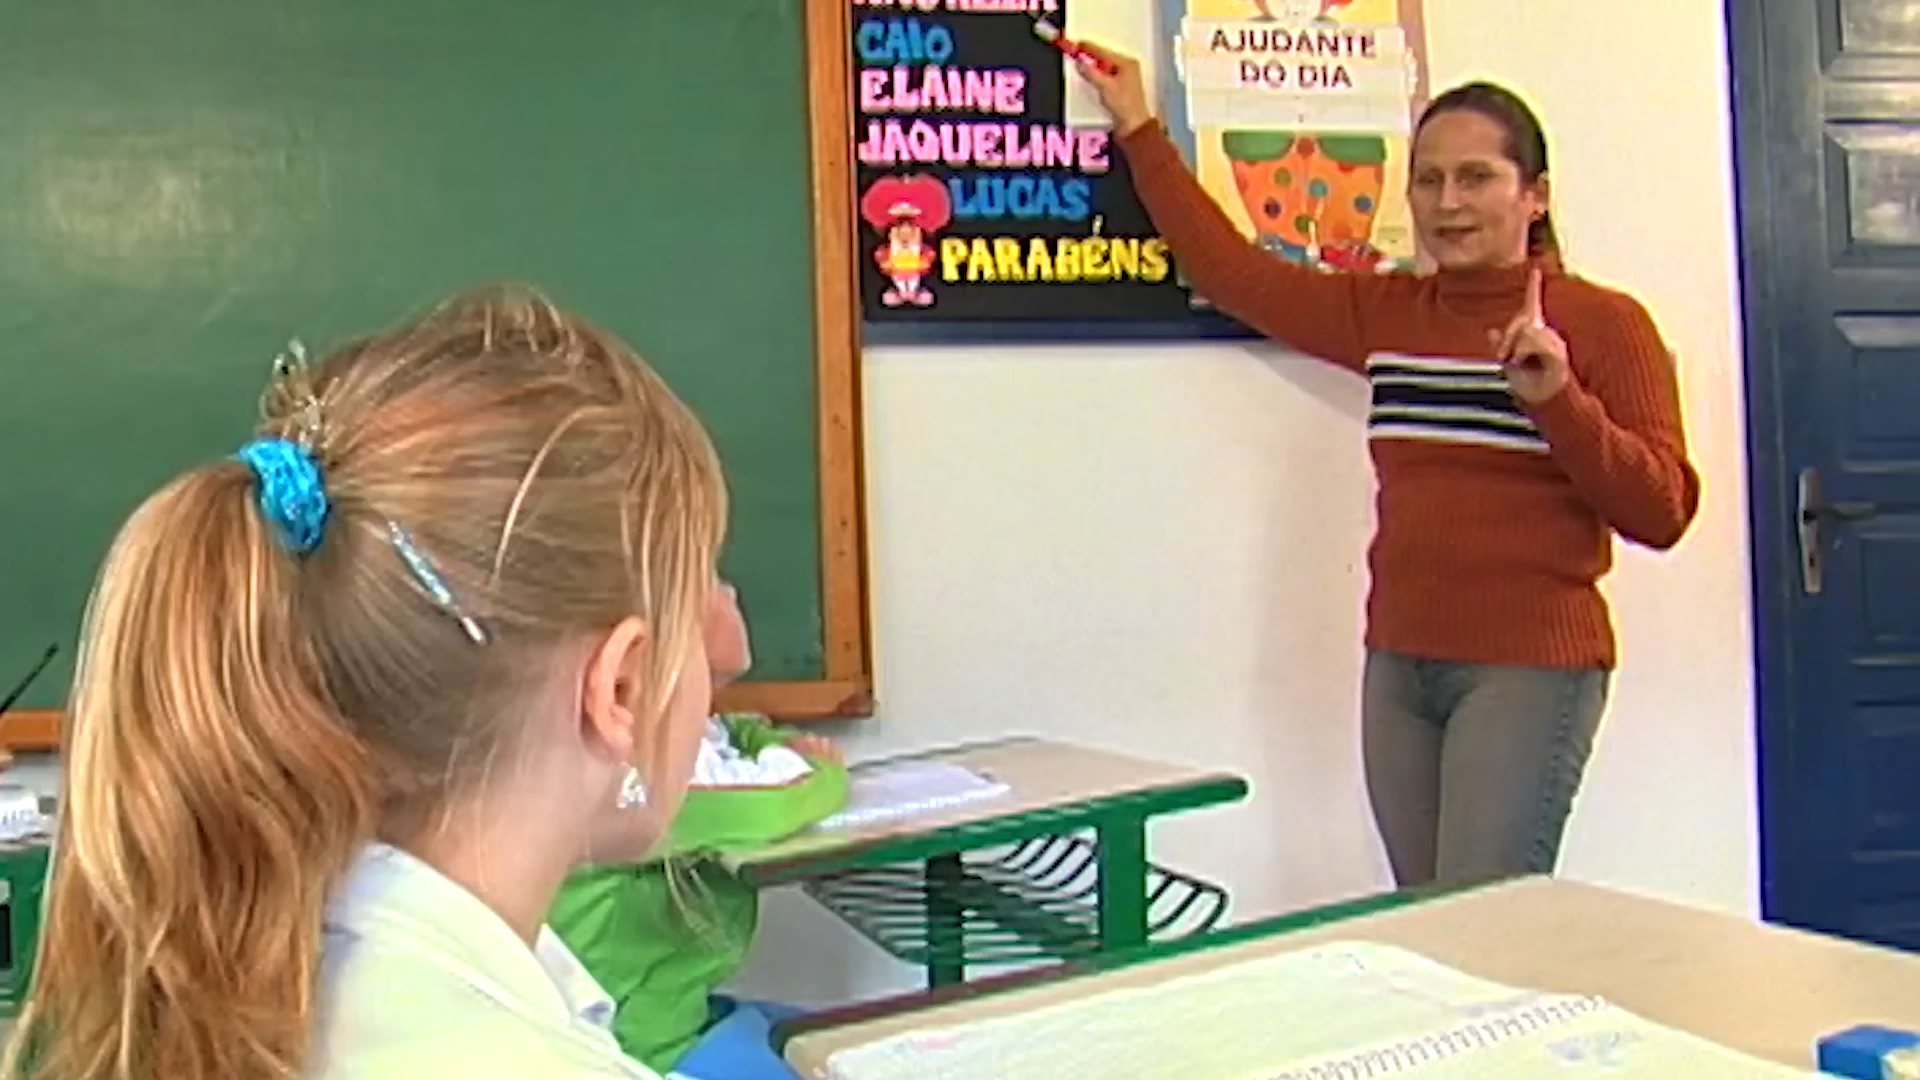 CAIO
ELAINE
JAQUELINE
LUCAS
PARABÉNS
AJUDANTE
DO DIA